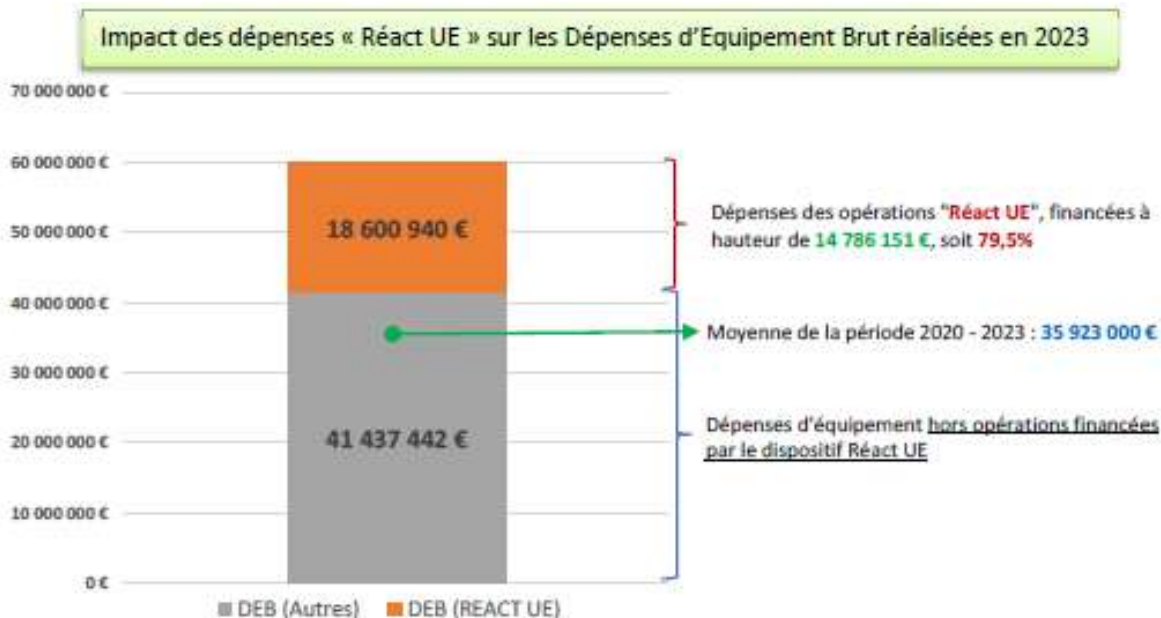 Impact des dépenses « Réact UE » sur les Dépenses d'Equipement Brut réalisées en 2023
70 000 000 €
60 000 000 €
50 000 000 €
40 000 000 €
30 000 000 €
20 000 000 €
10 000 000 €
0 €
18 600 940 €
41 437 442 €
Dépenses des opérations "Réact UE", financées à
hauteur de 14 786 151 €, soit 79,5%
Moyenne de la période 2020 - 2023 : 35 923 000 €
Dépenses d'équipement hors opérations financées
par le dispositif Réact UE
DEB (Autres) DEB (REACT UE)